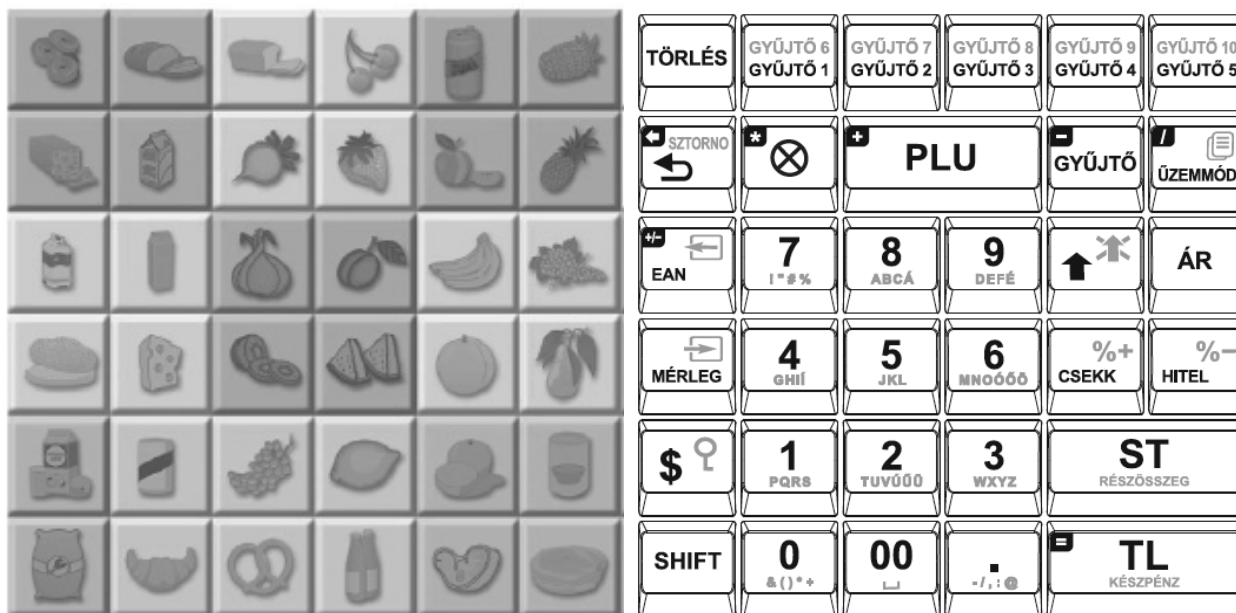 TÖRLÉS
GYŰJTŐ 6
GYŰJTŐ 1
GYŰJTŐ 7
GYŰJTŐ 2
GYŰJTŐ 8
GYŰJTŐ 3
GYŰJTŐ 9
GYŰJTŐ 4
GYŰJTŐ 10
GYŰJTŐ 5
SZTORNO
*
+
PLU
-
GYŰJTŐ
/
ŰZEMMÓD
+/-
EAN
7
! " # %
8
ABCÁ
9
DEFÉ
ÁR
MÉRLEG
4
GHIÍ
5
JKL
6
MNOÓÖŐ
%+
CSEKK
%-
HITEL
$
1
PQRS
2
TUVÚÜŰ
3
WXYZ
ST
RÉSZÖSSZEG
SHIFT
0
& ( ) * +
00
.
- / , : @
=
TL
KÉSZPÉNZ